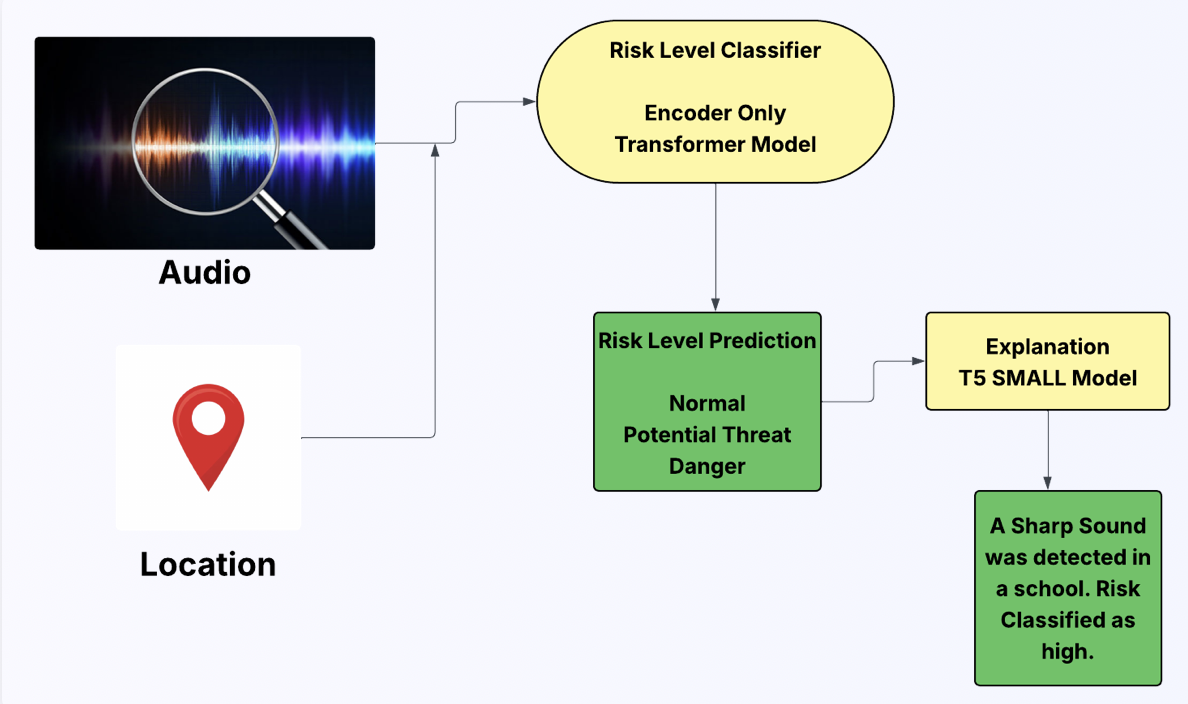 Risk Level Classifier
Encoder Only
Transformer Model
Audio
Risk Level Prediction
Normal
Potential Threat
Danger
Explanation
T5 SMALL Model
Location
A Sharp Sound
was detected in
a school. Risk
Classified as
high.